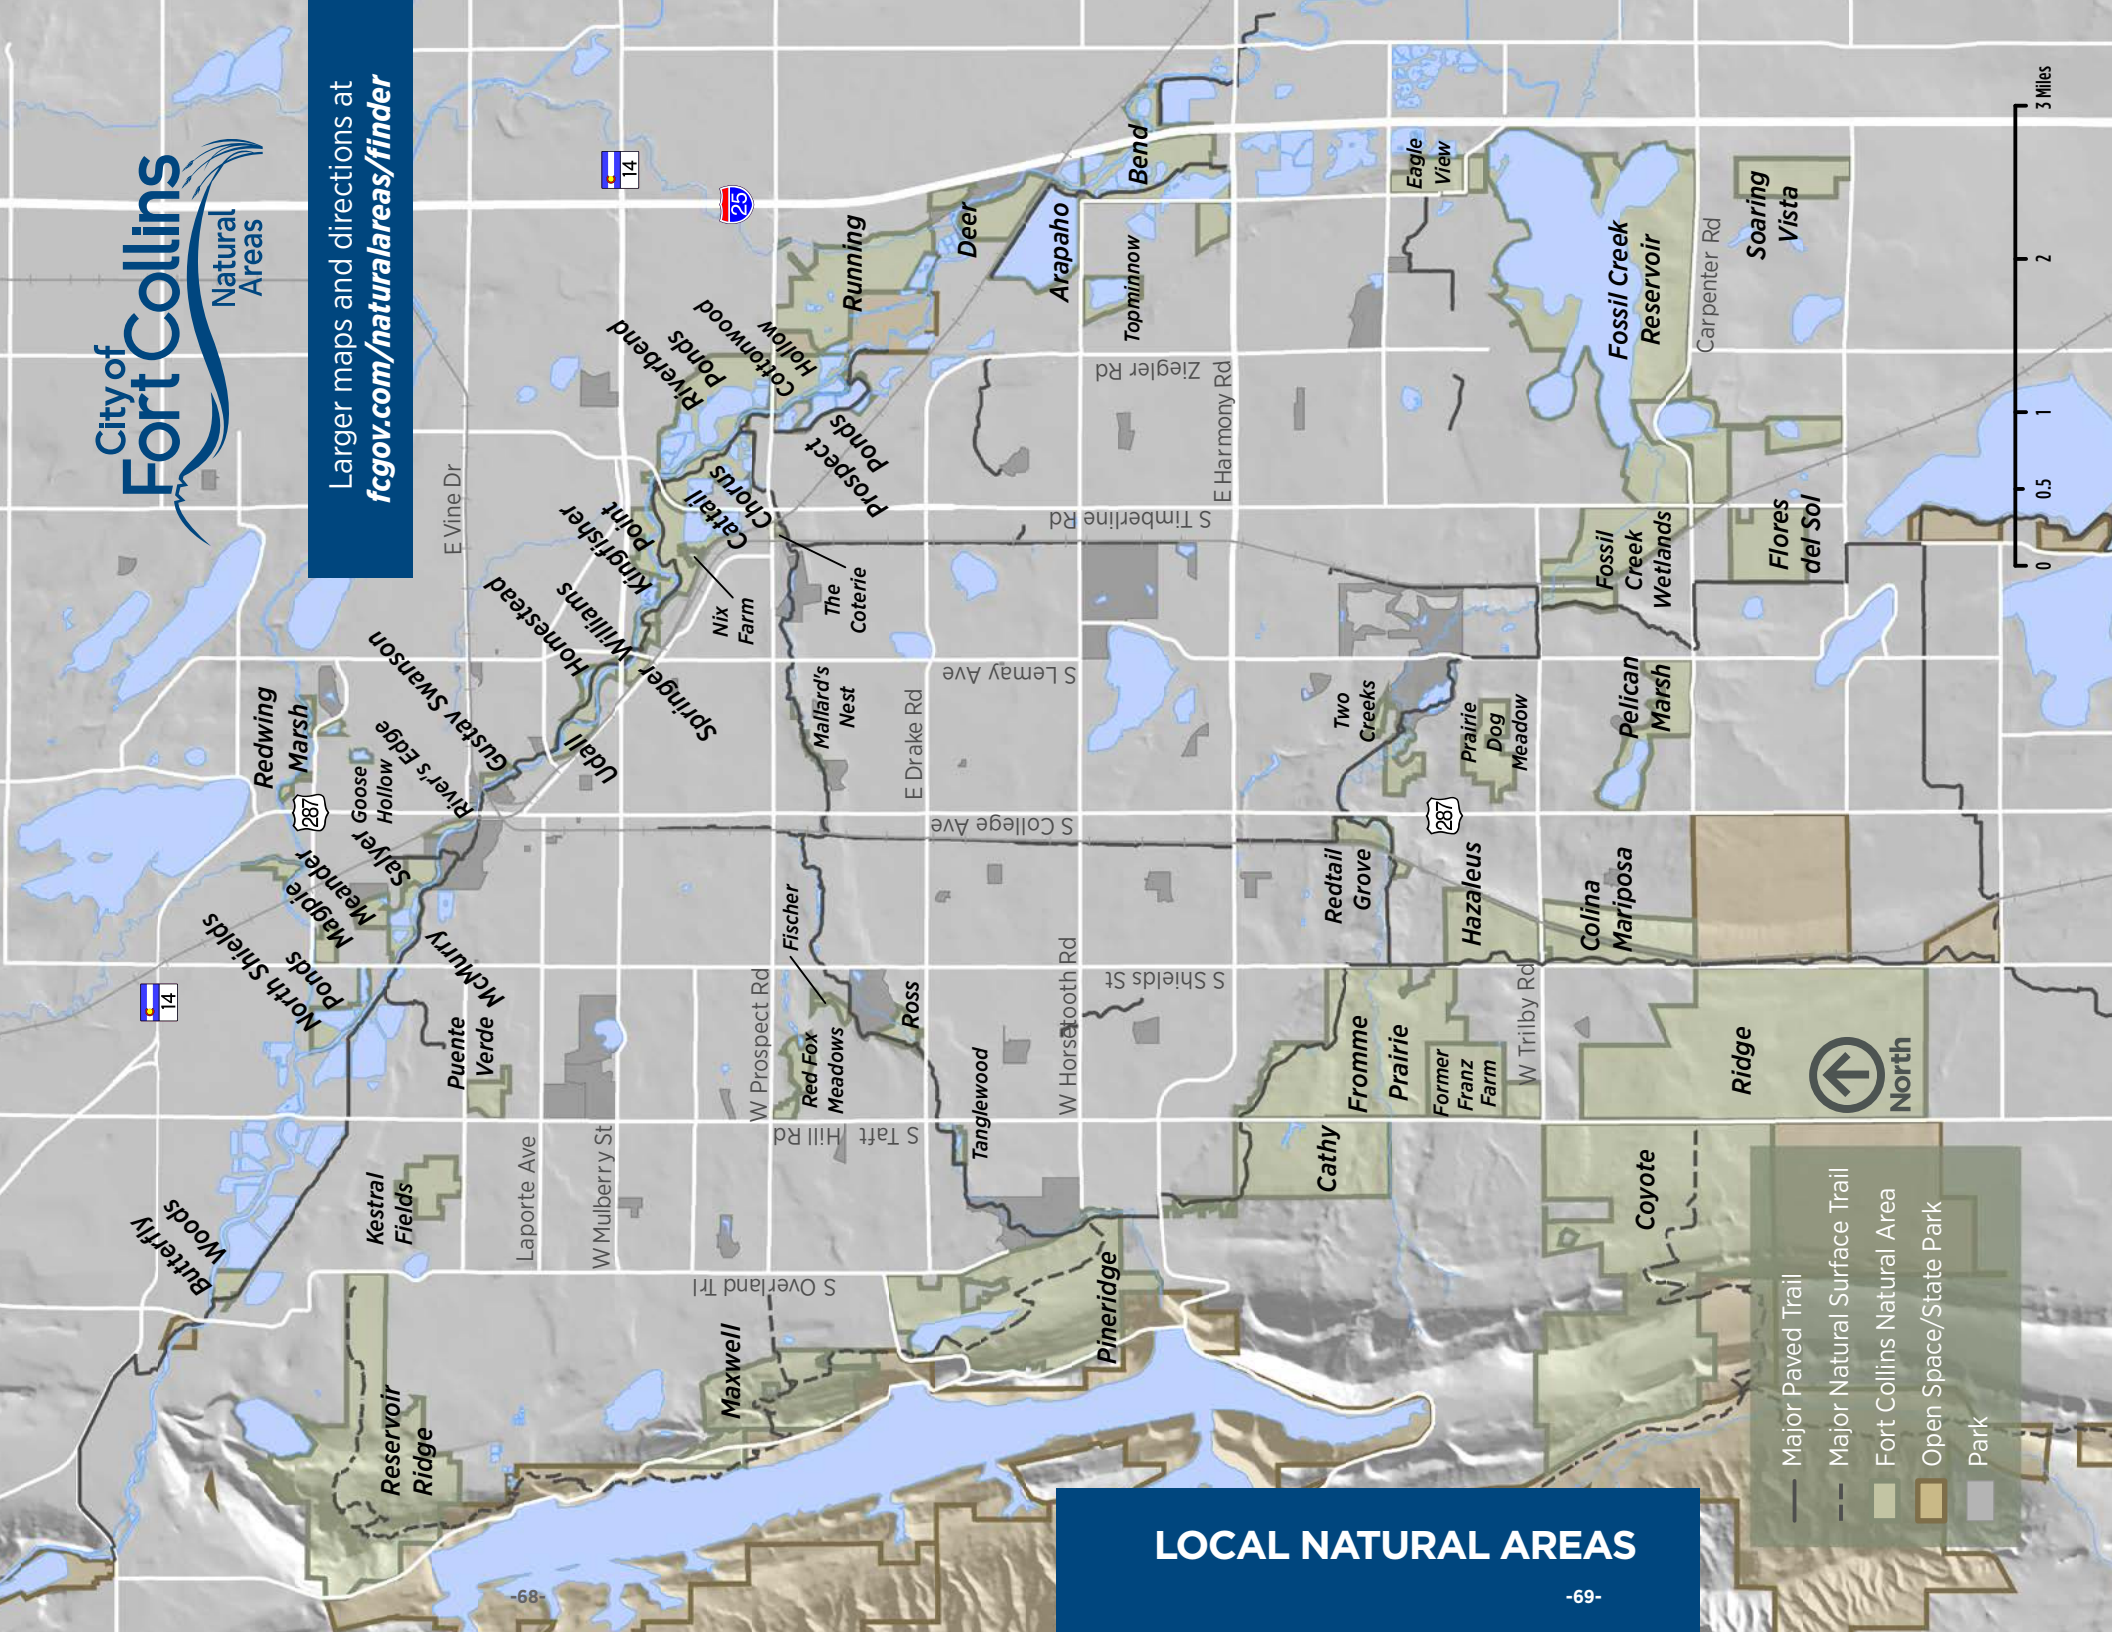 City of
Fort Collins
Natural
Areas
Larger maps and directions at
fcgov.com/naturalareas/finder
14
25
14
287
287
E Vine Dr
Redwing
Marsh
Goose
Hollow
River's Edge
Gustav Swanson
Homestead
Udall
Springer
Williams
Kingfisher
Point
Nix
Farm
Cattail
Chorus
Riverbend
Ponds
Cottonwood
Hollow
Prospect
Ponds
The
Coterie
Running
Deer
Arapaho
Bend
Topminnow
Eagle
View
Fossil Creek
Reservoir
Carpenter Rd
Soaring
Vista
Ziegler Rd
E Harmony Rd
S Timberline Rd
Fossil
Creek
Wetlands
Flores
del Sol
S Lemay Ave
Mallard's
Nest
E Drake Rd
Two
Creeks
Prairie
Dog
Meadow
Pelican
Marsh
S College Ave
Salyer
Magpie
Meander
North Shields
Ponds
McMurry
Puente
Verde
Fischer
Redtail
Grove
Hazaleus
Colina
Mariposa
W Prospect Rd
Red Fox
Meadows
Ross
W Horsetooth Rd
S Shields St
W Trilby Rd
Tanglewood
Fromme
Prairie
Cathy
Former
Franz
Farm
Coyote
Ridge
S Taft Hill Rd
Laporte Ave
W Mulberry St
Kestral
Fields
Butterfly
Woods
S Overland Trl
Reservoir
Ridge
Maxwell
Pineridge
North
0
0.5
1
2
3 Miles
Major Paved Trail
Major Natural Surface Trail
Fort Collins Natural Area
Open Space/State Park
Park
-68-
LOCAL NATURAL AREAS
-69-